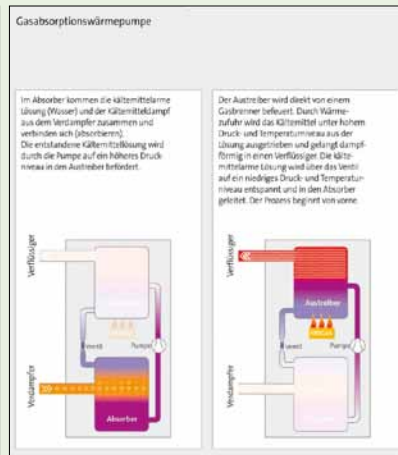 Gasabsorptionswärmepumpe
Im Absorber kommen die kältemittelarme
Lösung (Wasser) und der Kältemitteldampf
aus dem Verdampfer zusammen und
verbinden sich (absorbieren).
Die entstandene Kältemittellösung wird
durch die Pumpe auf ein höheres Druck-
niveau in den Austreiber befördert.
Verflüssiger
Ventil
Pumpe
Verdampfer
Absorber
Der Austreiber wird direkt von einem
Gasbrenner befeuert. Durch Wärme-
zufuhr wird das Kältemittel unter hohem
Druck- und Temperaturniveau aus der
Lösung ausgetrieben und gelangt dampf-
förmig in einen Verflüssiger. Die kälte-
mittelarme Lösung wird über das Ventil
auf ein niedriges Druck- und Temperatur-
niveau entspannt und in den Absorber
geleitet. Der Prozess beginnt von vorne.
Verflüssiger
Austreiber
Ventil
Pumpe
Verdampfer